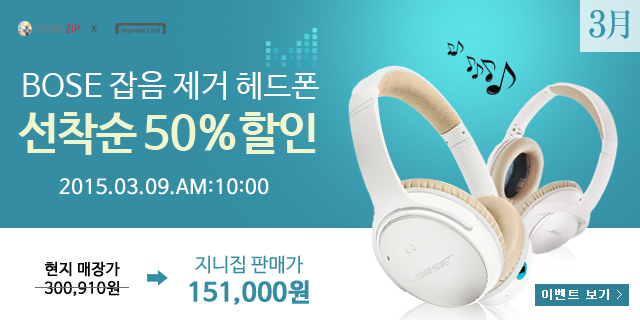 ZIP x
3月
BOSE 잡음 제거 헤드폰
선착순 50% 할인
2015.03.09.AM:10:00
현지 매장가
300,910원
지니집 판매가
151,000원
BOSE
이벤트 보기 >